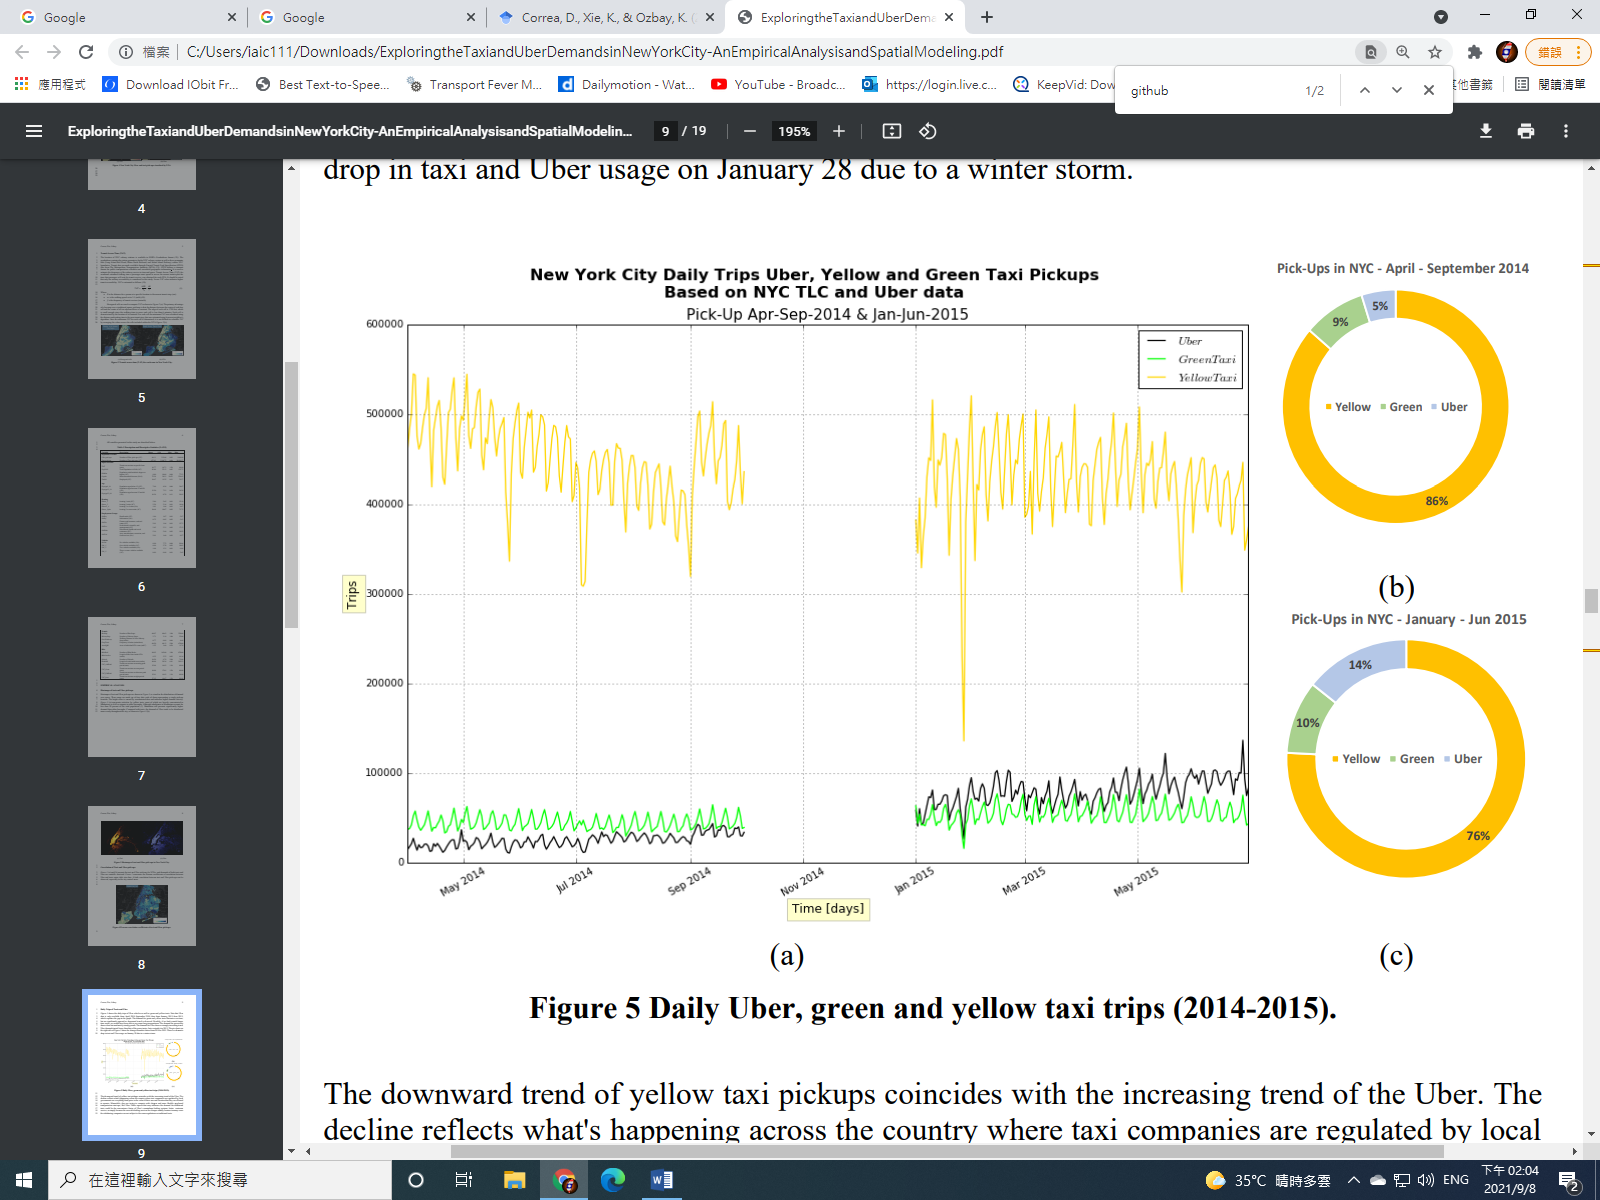 Google
Google
Correa, D., Xie, K., & Ozbay, K. (
ExploringtheTaxiandUberDem
檔案
C:/Users/iaic111/Downloads/ExploringtheTaxiandUberDemandsinNewYorkCity-AnEmpiricalAnalysisandSpatialModeling.pdf
錯誤
應用程式
Download IObit Fr...
Best Text-to-Spee...
Transport Fever M...
Dailymotion - Wat...
YouTube - Broadc...
https://login.live.c...
KeepVid: Dow
其他書籤
閱讀清單
github
1/2
ExploringtheTaxiandUberDemandsinNewYorkCity-AnEmpiricalAnalysisandSpatialModelin...
9 / 19
195%
4
5
6
7
8
9
drop in taxi and Uber usage on January 28 due to a winter storm.
New York City Daily Trips Uber, Yellow and Green Taxi Pickups
Based on NYC TLC and Uber data
Pick-Up Apr-Sep-2014 & Jan-Jun-2015
600000
500000
400000
300000
200000
100000
0
Trips
Uber
GreenTaxi
YellowTaxi
May 2014
Jul 2014
Sep 2014
Nov 2014
Jan 2015
Mar 2015
May 2015
Time [days]
(a)
Pick-Ups in NYC - April - September 2014
5%
9%
Yellow Green Uber
86%
(b)
Pick-Ups in NYC - January - Jun 2015
14%
10%
Yellow Green Uber
76%
(c)
Figure 5 Daily Uber, green and yellow taxi trips (2014-2015).
The downward trend of yellow taxi pickups coincides with the increasing trend of the Uber. The
decline reflects what's happening across the country where taxi companies are regulated by local
在這裡輸入文字來搜尋
35°C 晴時多雲
ENG
下午 02:04
2021/9/8
2